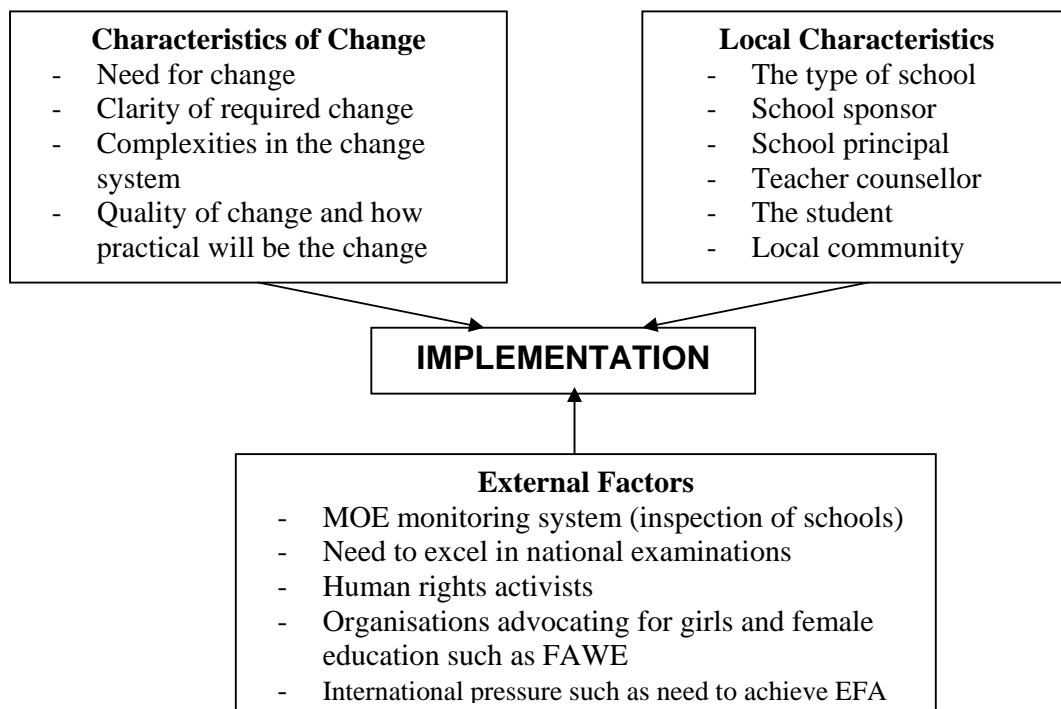 Characteristics of Change
- Need for change
- Clarity of required change
- Complexities in the change
system
- Quality of change and how
practical will be the change
Local Characteristics
- The type of school
- School sponsor
- School principal
- Teacher counsellor
- The student
- Local community
IMPLEMENTATION
External Factors
- MOE monitoring system (inspection of schools)
- Need to excel in national examinations
- Human rights activists
- Organisations advocating for girls and female
education such as FAWE
- International pressure such as need to achieve EFA